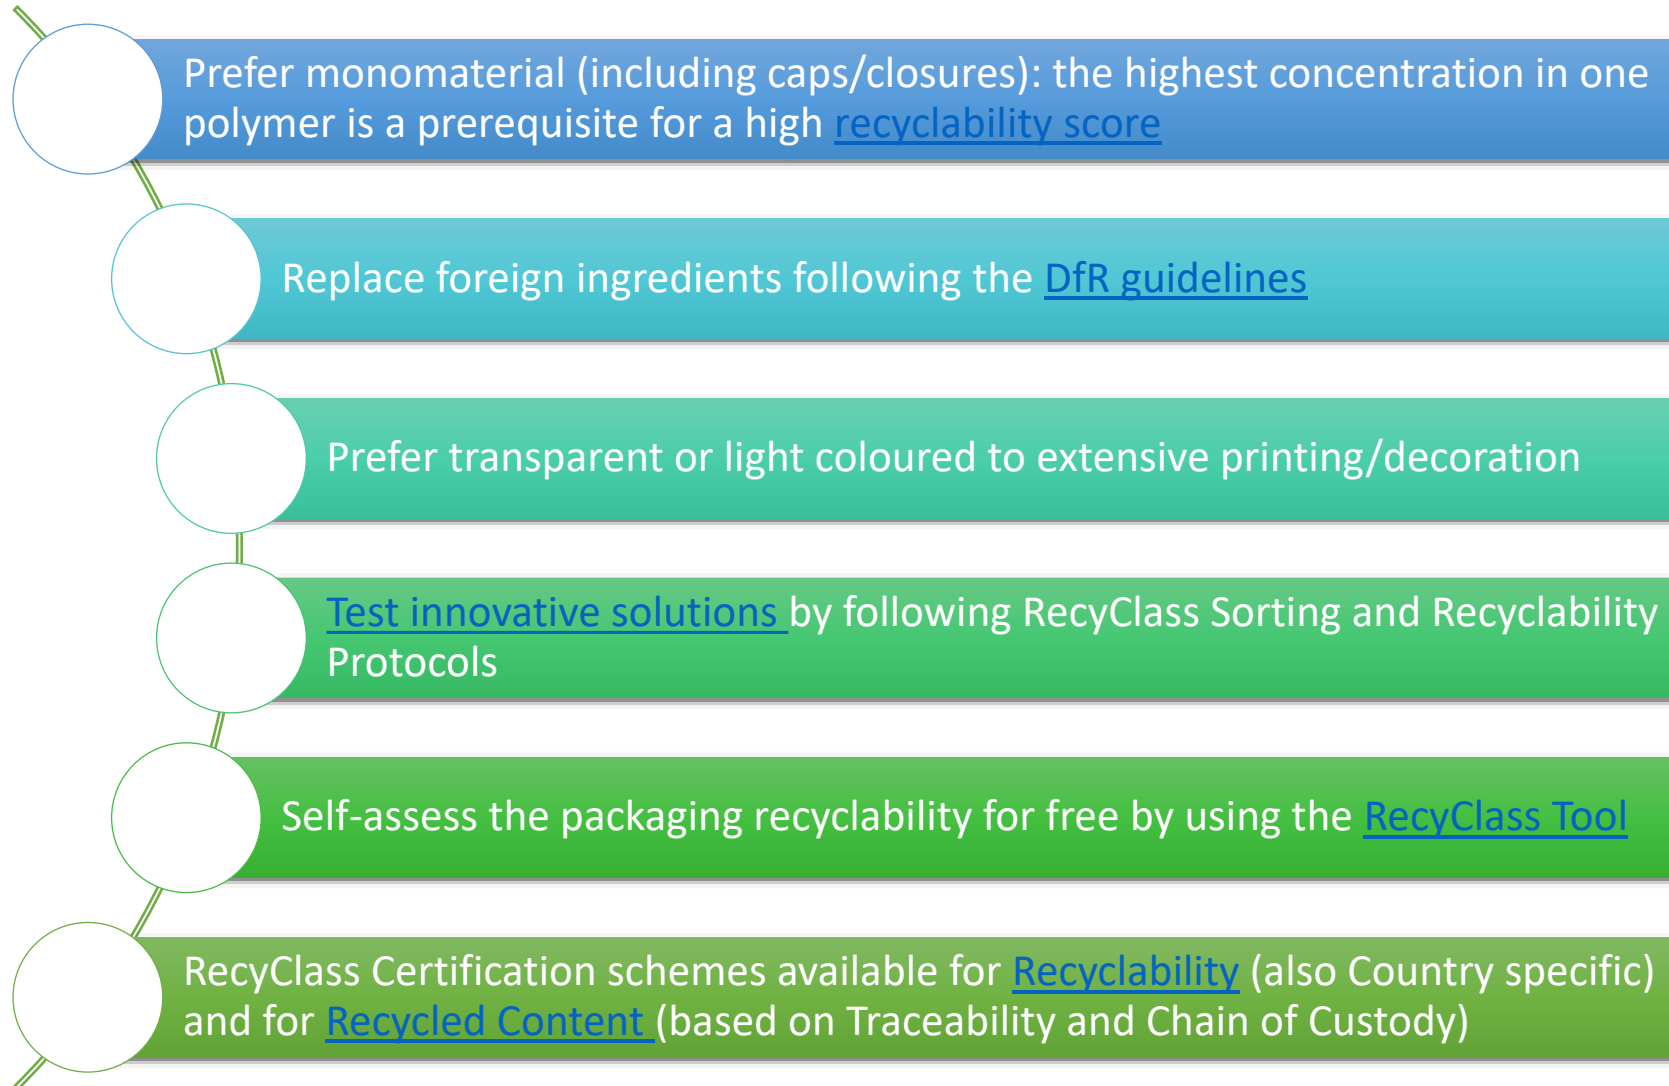 Prefer monomaterial (including caps/closures): the highest concentration in one
polymer is a prerequisite for a high recyclability score
Replace foreign ingredients following the DfR guidelines
Prefer transparent or light coloured to extensive printing/decoration
Test innovative solutions by following RecyClass Sorting and Recyclability
Protocols
Self-assess the packaging recyclability for free by using the RecyClass Tool
RecyClass Certification schemes available for Recyclability (also Country specific)
and for Recycled Content (based on Traceability and Chain of Custody)